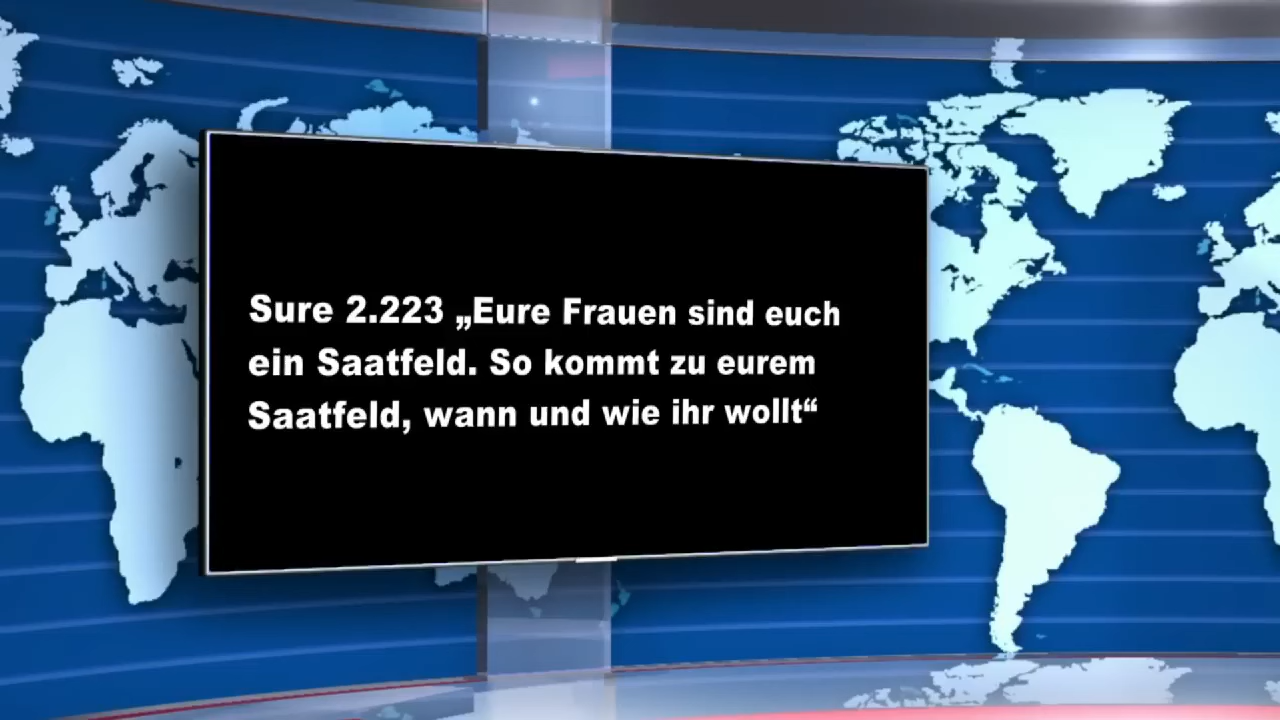 Sure 2.223 „Eure Frauen sind euch
ein Saatfeld. So kommt zu eurem
Saatfeld, wann und wie ihr wollt“